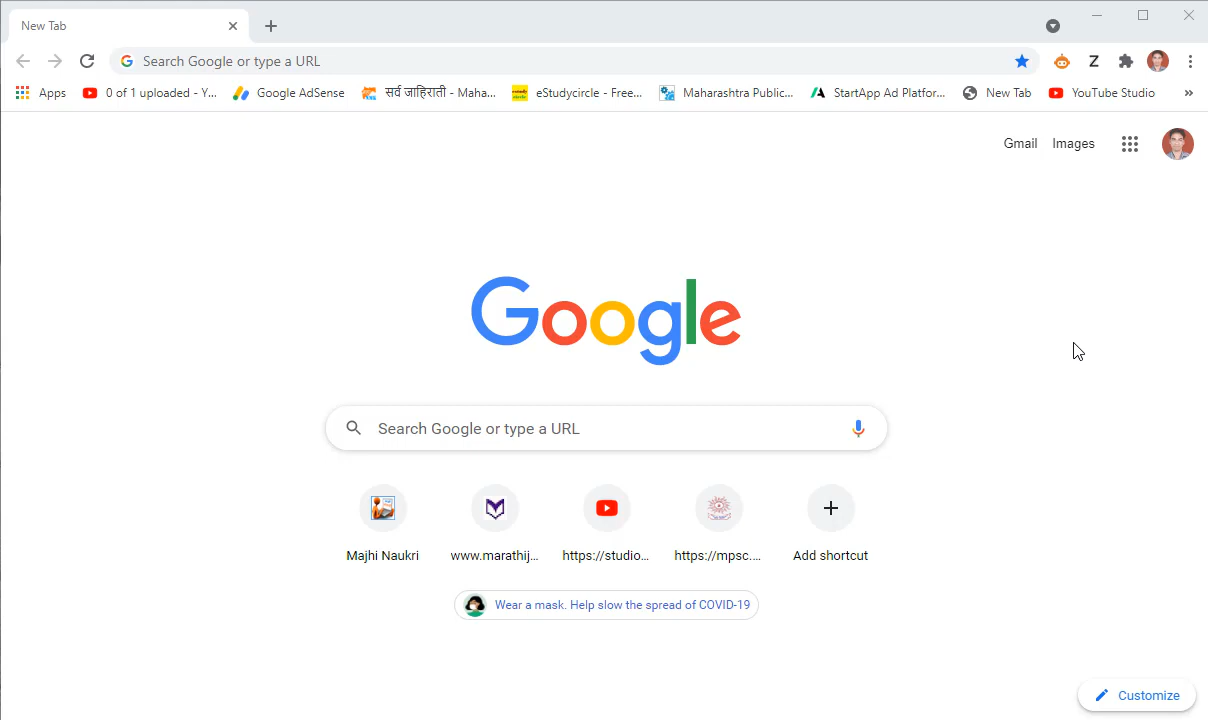 New Tab
Search Google or type a URL
Z
Apps
0 of 1 uploaded - Y...
Google AdSense
सर्व जाहिराती - Maha...
eStudycircle - Free...
Maharashtra Public...
StartApp Ad Platfor...
New Tab
YouTube Studio
Gmail
Images
Google
Search Google or type a URL
Majhi Naukri
www.marathij...
https://studio...
https://mpsc....
Add shortcut
Wear a mask. Help slow the spread of COVID-19
Customize